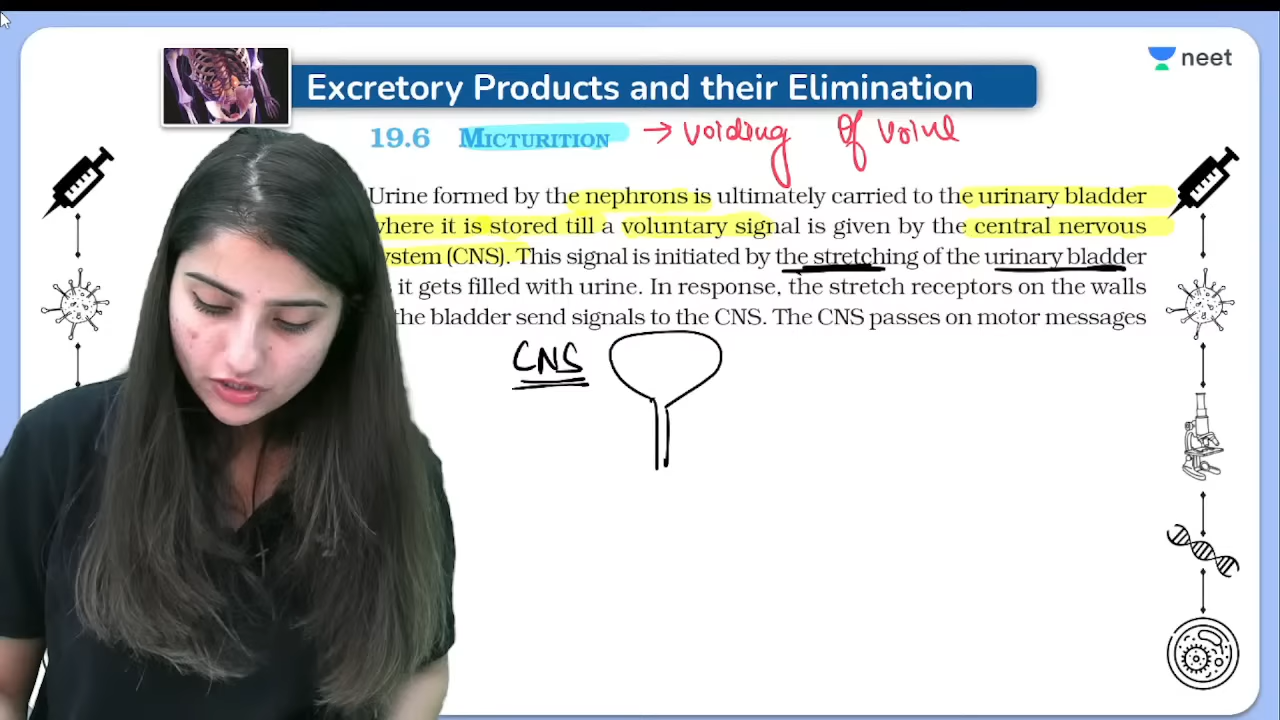 neet
Excretory Products and their Elimination
19.6 MICTURITION → voiding of urine
Urine formed by the nephrons is ultimately carried to the urinary bladder
where it is stored till a voluntary signal is given by the central nervous
ystem (CNS). This signal is initiated by the stretching of the urinary bladder
it gets filled with urine. In response, the stretch receptors on the walls
the bladder send signals to the CNS. The CNS passes on motor messages
CNS